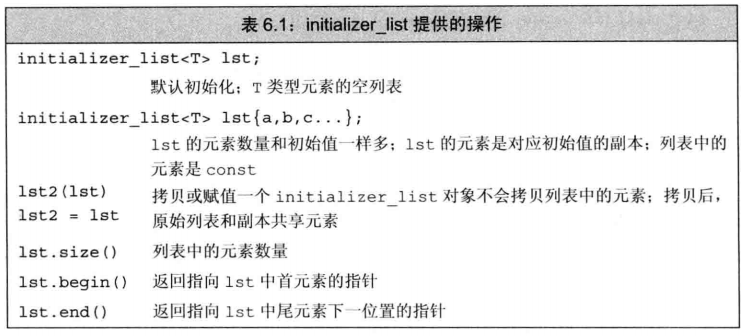 表 6.1：initializer_list 提供的操作
initializer_list<T> lst;
默认初始化；T 类型元素的空列表
initializer_list<T> lst{a,b,c...};
lst 的元素数量和初始值一样多；lst 的元素是对应初始值的副本；列表中的
元素是 const
lst2(lst) 拷贝或赋值一个 initializer_list 对象不会拷贝列表中的元素；拷贝后，
lst2 = lst 原始列表和副本共享元素
lst.size() 列表中的元素数量
lst.begin() 返回指向 lst 中首元素的指针
lst.end() 返回指向 lst 中尾元素下一位置的指针